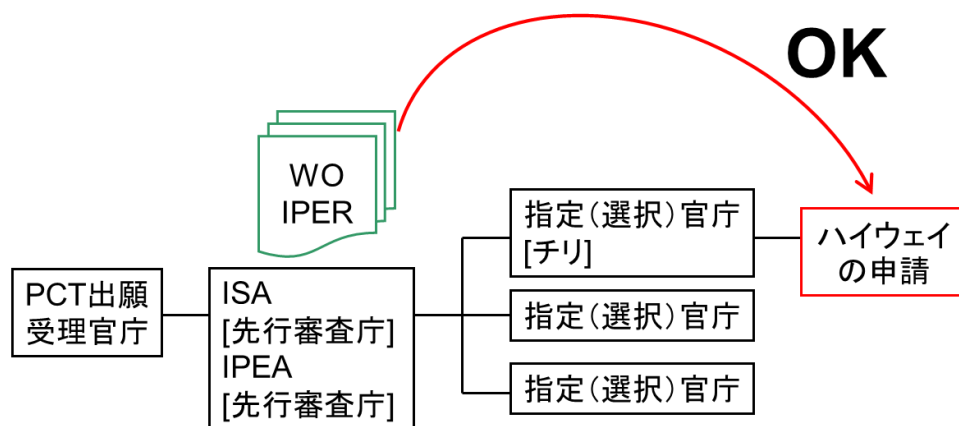 OK
WO
IPER
PCT出願
受理官庁
ISA
[先行審査庁]
IPEA
[先行審査庁]
指定(選択)官庁
[チリ]
指定(選択)官庁
指定(選択)官庁
ハイウェイ
の申請